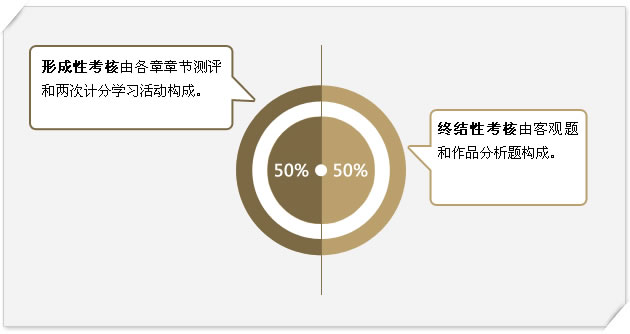 形成性考核由各章章节测评
和两次计分学习活动构成。
终结性考核由客观题
和作品分析题构成。
50% 50%